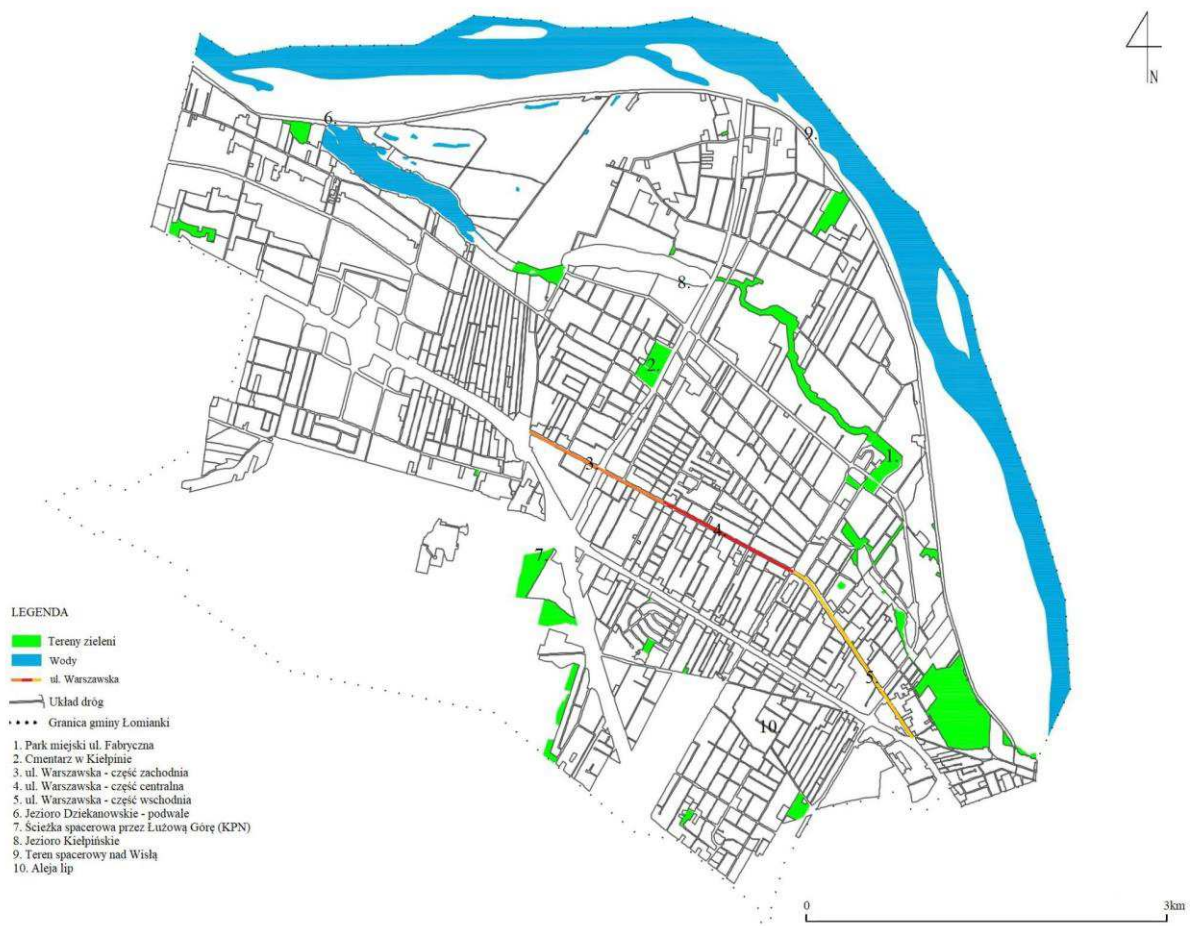 N
6.
9.
8.
2.
1.
3.
4.
7.
5.
10.
LEGENDA
Tereny zieleni
Wody
ul. Warszawska
Układ dróg
Granica gminy Łomianki
1. Park miejski ul. Fabryczna
2. Cmentarz w Kiełpinie
3. ul. Warszawska - część zachodnia
4. ul. Warszawska - część centralna
5. ul. Warszawska - część wschodnia
6. Jezioro Dziekanowskie - podwale
7. Ścieżka spacerowa przez Łużową Górę (KPN)
8. Jezioro Kiełpińskie
9. Teren spacerowy nad Wisłą
10. Aleja lip
0 3km